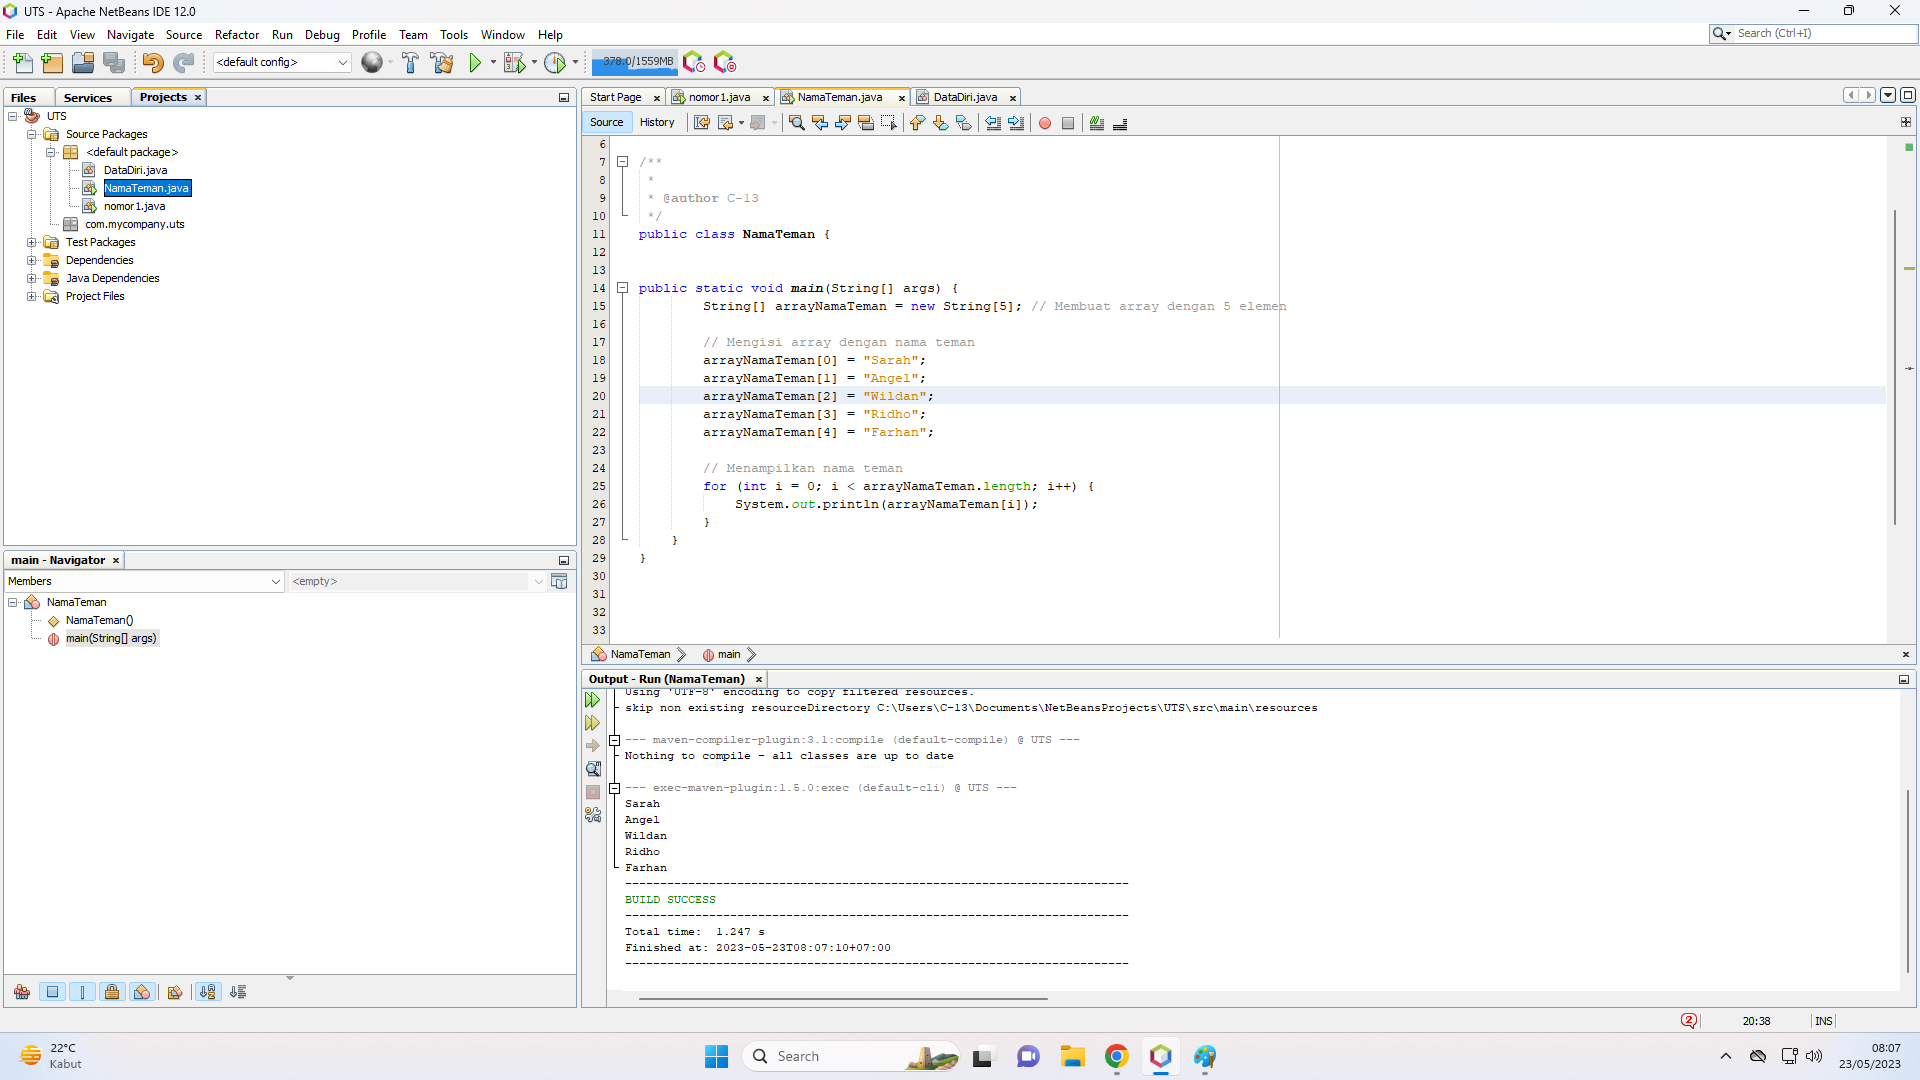 UTS - Apache NetBeans IDE 12.0
File Edit View Navigate Source Refactor Run Debug Profile Team Tools Window Help
Search (Ctrl+I)
<default config>
378.0/1559MB
Files Services Projects
UTS
Source Packages
<default package>
DataDiri.java
NamaTeman.java
nomor1.java
com.mycompany.uts
Test Packages
Dependencies
Java Dependencies
Project Files
main - Navigator
Members
<empty>
NamaTeman
NamaTeman()
main(String[] args)
Start Page nomor1.java NamaTeman.java DataDiri.java
Source History
6
7 /**
8 *
9 * @author C-13
10 */
11 public class NamaTeman {
12
13
14 public static void main(String[] args) {
15 String[] arrayNamaTeman = new String[5]; // Membuat array dengan 5 elemen
16
17 // Mengisi array dengan nama teman
18 arrayNamaTeman[0] = "Sarah";
19 arrayNamaTeman[1] = "Angel";
20 arrayNamaTeman[2] = "Wildan";
21 arrayNamaTeman[3] = "Ridho";
22 arrayNamaTeman[4] = "Farhan";
23
24 // Menampilkan nama teman
25 for (int i = 0; i < arrayNamaTeman.length; i++) {
26 System.out.println(arrayNamaTeman[i]);
27 }
28 }
29 }
30
31
32
33
NamaTeman main
Output - Run (NamaTeman)
Using 'UTF-8' encoding to copy filtered resources.
skip non existing resourceDirectory C:\Users\C-13\Documents\NetBeansProjects\UTS\src\main\resources
--- maven-compiler-plugin:3.1:compile (default-compile) @ UTS ---
Nothing to compile - all classes are up to date
--- exec-maven-plugin:1.5.0:exec (default-cli) @ UTS ---
Sarah
Angel
Wildan
Ridho
Farhan
------------------------------------------------------------------------
BUILD SUCCESS
------------------------------------------------------------------------
Total time: 1.247 s
Finished at: 2023-05-23T08:07:10+07:00
------------------------------------------------------------------------
2
20:38
INS
22°C
Kabut
Search
08:07
23/05/2023